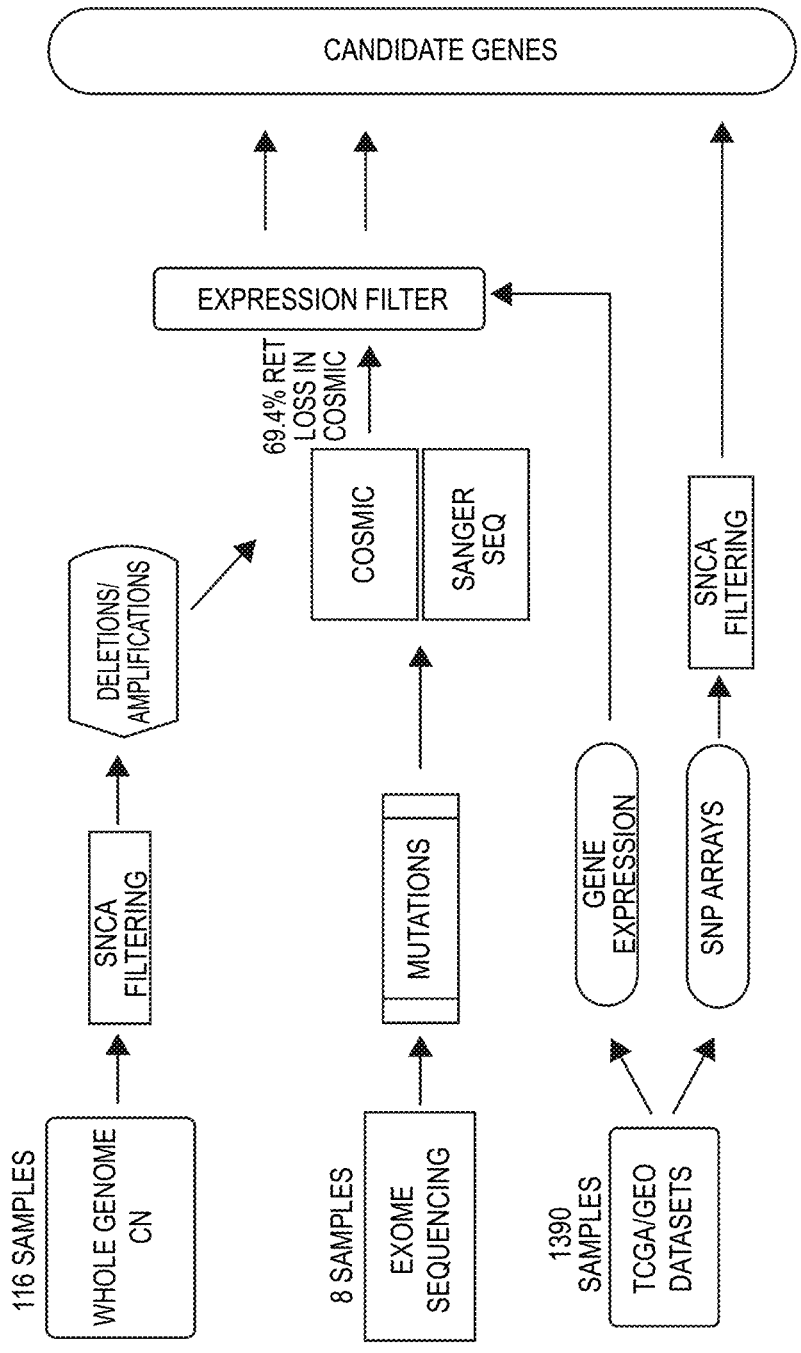 116 SAMPLES
WHOLE GENOME
CN
SNCA
FILTERING
DELETIONS/
AMPLIFICATIONS
8 SAMPLES
EXOME
SEQUENCING
MUTATIONS
COSMIC
SANGER
SEQ
69.4% RET
LOSS IN
COSMIC
EXPRESSION FILTER
1390
SAMPLES
TCGA/GEO
DATASETS
GENE
EXPRESSION
SNP ARRAYS
SNCA
FILTERING
CANDIDATE GENES